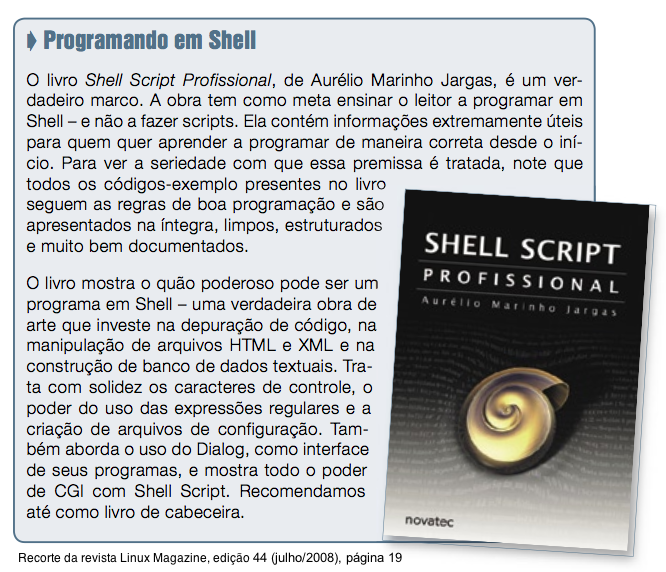 Programando em Shell
O livro Shell Script Profissional, de Aurélio Marinho Jargas, é um ver-
dadeiro marco. A obra tem como meta ensinar o leitor a programar em
Shell – e não a fazer scripts. Ela contém informações extremamente úteis
para quem quer aprender a programar de maneira correta desde o iní-
cio. Para ver a seriedade com que essa premissa é tratada, note que
todos os códigos-exemplo presentes no livro
seguem as regras de boa programação e são
apresentados na íntegra, limpos, estruturados
e muito bem documentados.
O livro mostra o quão poderoso pode ser um
programa em Shell – uma verdadeira obra de
arte que investe na depuração de código, na
manipulação de arquivos HTML e XML e na
construção de banco de dados textuais. Tra-
ta com solidez os caracteres de controle, o
poder do uso das expressões regulares e a
criação de arquivos de configuração. Tam-
bém aborda o uso do Dialog, como interface
de seus programas, e mostra todo o poder
de CGI com Shell Script. Recomendamos
até como livro de cabeceira.
SHELL SCRIPT
PROFISSIONAL
Aurélio Marinho Jargas
novatec
Recorte da revista Linux Magazine, edição 44 (julho/2008), página 19